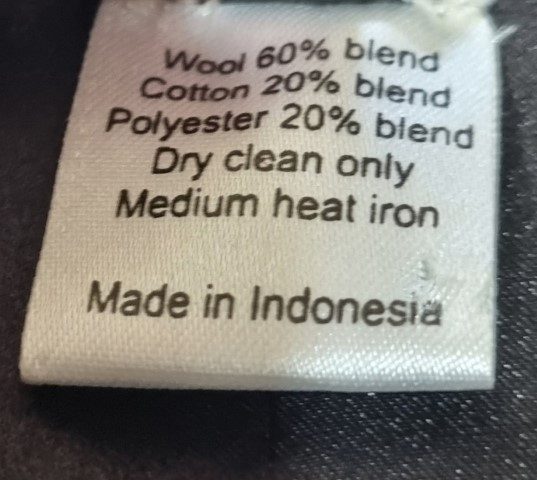 Wool 60% blend
Cotton 20% blend
Polyester 20% blend
Dry clean only
Medium heat iron
Made in Indonesia